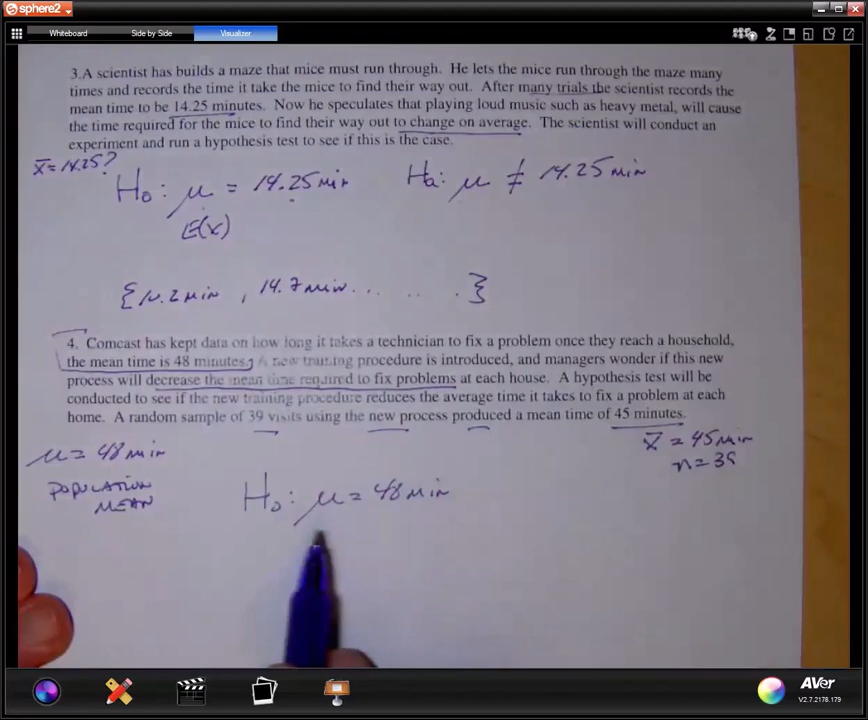 sphere2
Whiteboard Side by Side Visualizer
3.A scientist has builds a maze that mice must run through. He lets the mice run through the maze many
times and records the time it take the mice to find their way out. After many trials the scientist records the
mean time to be 14.25 minutes. Now he speculates that playing loud music such as heavy metal, will cause
the time required for the mice to find their way out to change on average. The scientist will conduct an
experiment and run a hypothesis test to see if this is the case.
x̄ = 14.25?
H₀: μ = 14.25 min Ha: μ ≠ 14.25 min
E(x)
{ 10.2 min , 14.7 min. . . . . . }
4. Comcast has kept data on how long it takes a technician to fix a problem once they reach a household,
the mean time is 48 minutes. A new training procedure is introduced, and managers wonder if this new
process will decrease the mean time required to fix problems at each house. A hypothesis test will be
conducted to see if the new training procedure reduces the average time it takes to fix a problem at each
home. A random sample of 39 visits using the new process produced a mean time of 45 minutes.
μ = 48 min
x̄ = 45 min
n = 39
POPULATION
MEAN
H₀: μ = 48 min
AVer
V2.7.2178.179